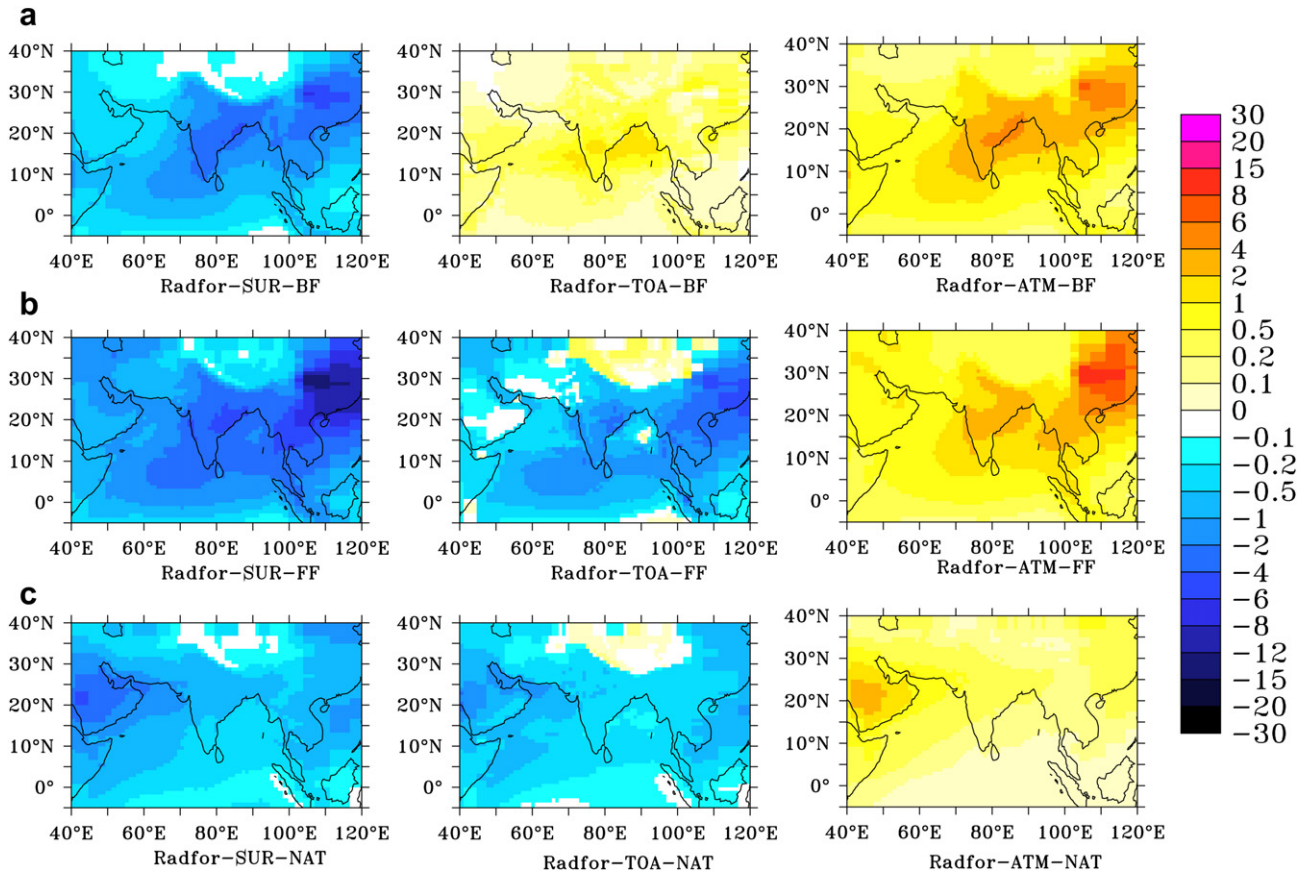 a
40°N
30°N
20°N
10°N
0°
40°E 60°E 80°E 100°E 120°E
Radfor-SUR-BF
40°N
30°N
20°N
10°N
0°
40°E 60°E 80°E 100°E 120°E
Radfor-TOA-BF
40°N
30°N
20°N
10°N
0°
40°E 60°E 80°E 100°E 120°E
Radfor-ATM-BF
b
40°N
30°N
20°N
10°N
0°
40°E 60°E 80°E 100°E 120°E
Radfor-SUR-FF
40°N
30°N
20°N
10°N
0°
40°E 60°E 80°E 100°E 120°E
Radfor-TOA-FF
40°N
30°N
20°N
10°N
0°
40°E 60°E 80°E 100°E 120°E
Radfor-ATM-FF
c
40°N
30°N
20°N
10°N
0°
40°E 60°E 80°E 100°E 120°E
Radfor-SUR-NAT
40°N
30°N
20°N
10°N
0°
40°E 60°E 80°E 100°E 120°E
Radfor-TOA-NAT
40°N
30°N
20°N
10°N
0°
40°E 60°E 80°E 100°E 120°E
Radfor-ATM-NAT
30
20
15
8
6
4
2
1
0.5
0.2
0.1
0
-0.1
-0.2
-0.5
-1
-2
-4
-6
-8
-12
-15
-20
-30